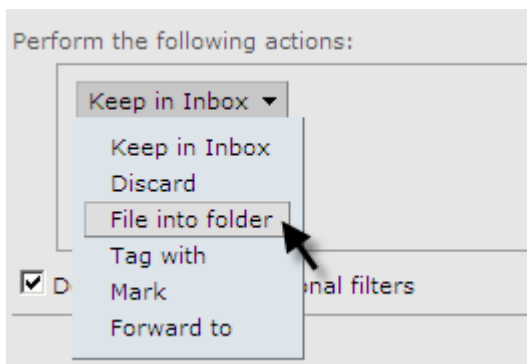 Perform the following actions:
Keep in Inbox
Keep in Inbox
Discard
File into folder
Tag with
Mark
Forward to
filters